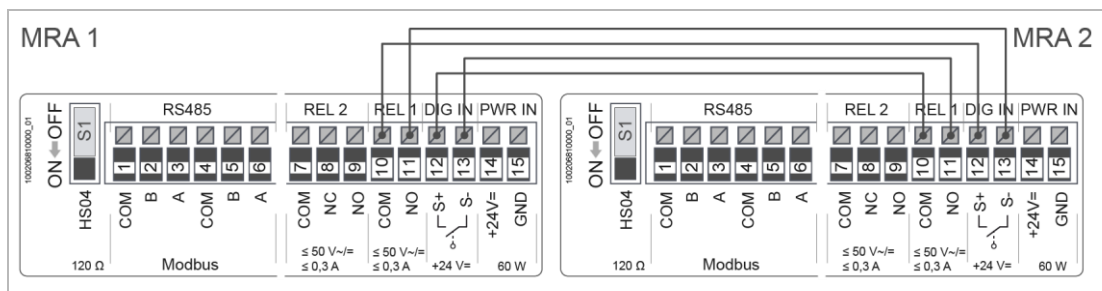 MRA 1 MRA 2
RS485 REL 2 REL 1 DIG IN PWR IN
100206810000_01
ON OFF
S1
HS04
1 2 3 4 5 6 7 8 9 10 11 12 13 14 15
COM B A COM B A COM NC NO COM NO S+ S- +24V= GND
≤ 50 V~/= ≤ 50 V~/=
120 Ω Modbus ≤ 0,3 A ≤ 0,3 A +24 V= 60 W
RS485 REL 2 REL 1 DIG IN PWR IN
100206810000_01
ON OFF
S1
HS04
1 2 3 4 5 6 7 8 9 10 11 12 13 14 15
COM B A COM B A COM NC NO COM NO S+ S- +24V= GND
≤ 50 V~/= ≤ 50 V~/=
120 Ω Modbus ≤ 0,3 A ≤ 0,3 A +24 V= 60 W